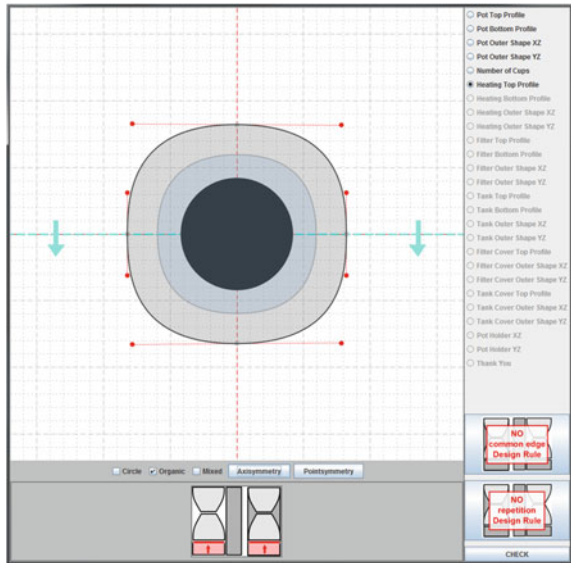 Pot Top Profile
Pot Bottom Profile
Pot Outer Shape XZ
Pot Outer Shape YZ
Number of Cups
Heating Top Profile
Heating Bottom Profile
Heating Outer Shape XZ
Heating Outer Shape YZ
Filter Top Profile
Filter Bottom Profile
Filter Outer Shape XZ
Filter Outer Shape YZ
Tank Top Profile
Tank Bottom Profile
Tank Outer Shape XZ
Tank Outer Shape YZ
Filter Cover Top Profile
Filter Cover Outer Shape XZ
Filter Cover Outer Shape YZ
Tank Cover Top Profile
Tank Cover Outer Shape XZ
Tank Cover Outer Shape YZ
Pot Holder XZ
Pot Holder YZ
Thank You
NO
common edge
Design Rule
Circle Organic Mixed Axisymmetry Pointsymmetry
NO
repetition
Design Rule
CHECK